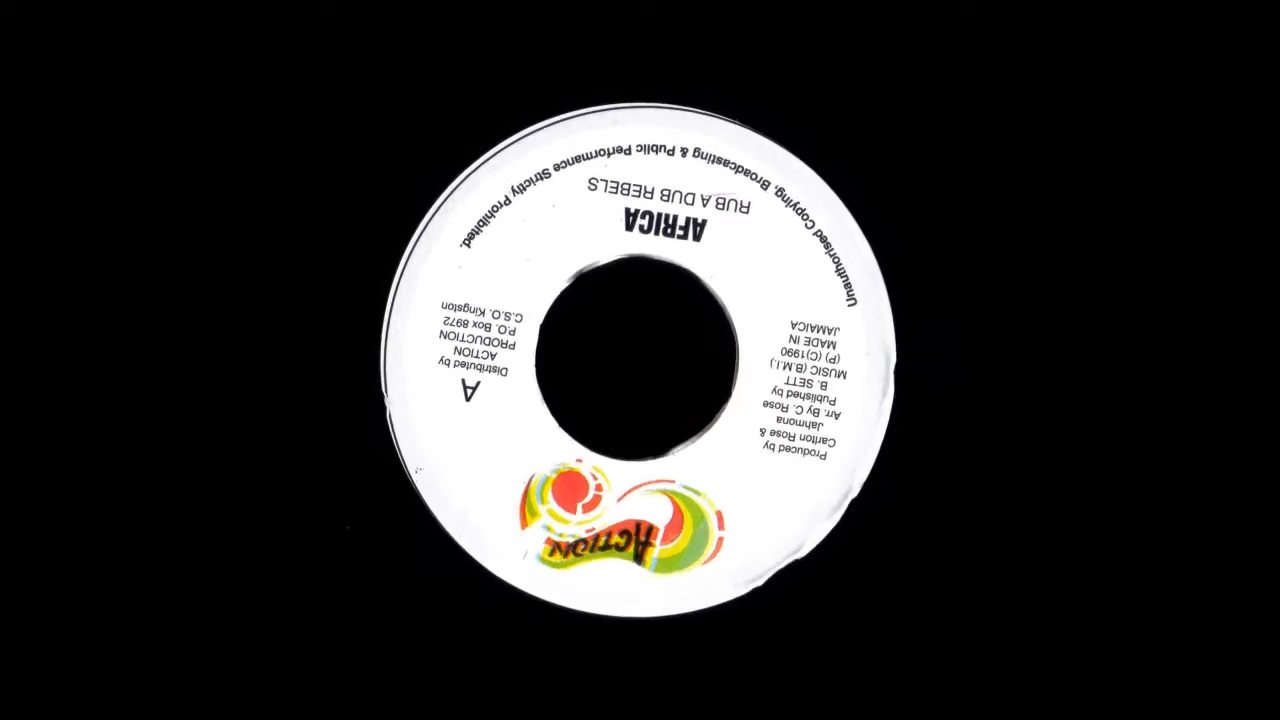 ACTION
Produced by
Carlton Rose &
Jahmona
Arr. By C. Rose
Published by
B. SETT
MUSIC (B.M.I.)
(P) (C)1990
MADE IN
JAMAICA
A
Distributed by
ACTION
PRODUCTION
P.O. Box 8972
C.S.O. Kingston
AFRICA
RUB A DUB REBELS
Unauthorised Copying, Broadcasting & Public Performance Strictly Prohibited.